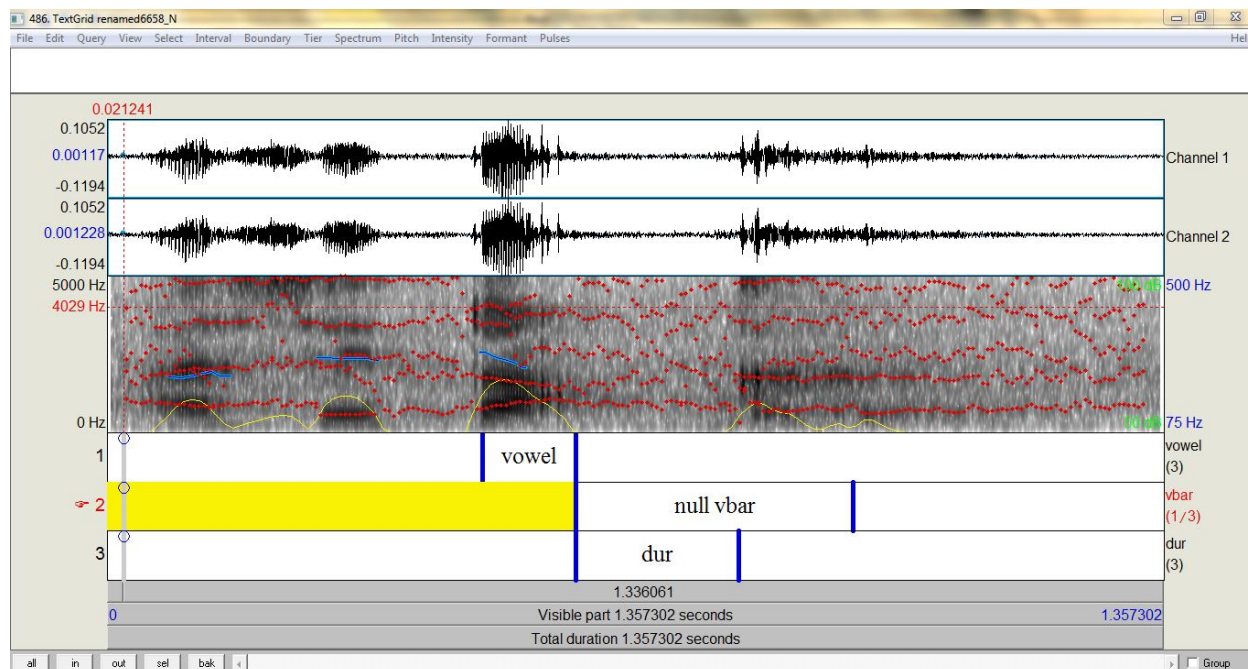 486. TextGrid renamed6658_N
File Edit Query View Select Interval Boundary Tier Spectrum Pitch Intensity Formant Pulses Hel
0.021241
0.1052
0.00117
-0.1194
Channel 1
0.1052
0.001228
-0.1194
Channel 2
5000 Hz
500 Hz
4029 Hz
0 Hz
75 Hz
1 vowel vowel
(3)
2 null vbar vbar
(1/3)
3 dur dur
(3)
1.336061
0 Visible part 1.357302 seconds 1.357302
Total duration 1.357302 seconds
all in out sel bak Group